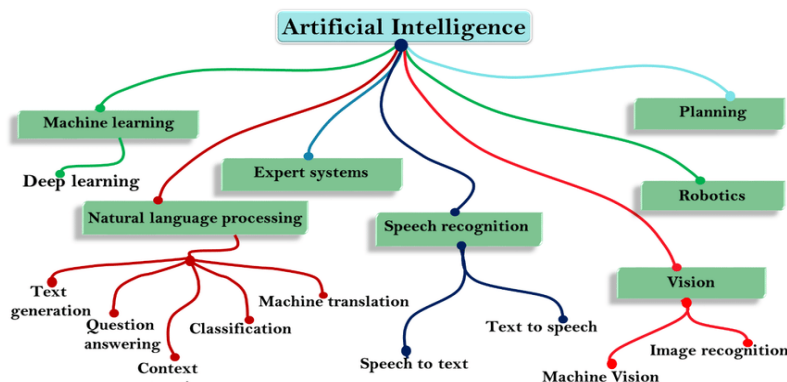 Artificial Intelligence
Machine learning
Planning
Deep learning
Expert systems
Robotics
Natural language processing
Speech recognition
Vision
Text
generation
Question
answering
Context
Classification
Machine translation
Speech to text
Text to speech
Machine Vision
Image recognition